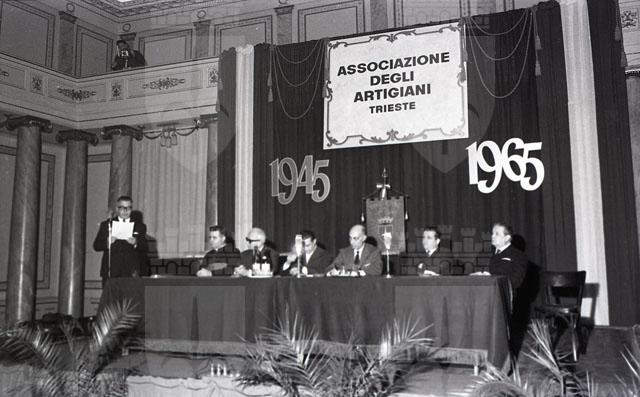 ASSOCIAZIONE
DEGLI
ARTIGIANI
TRIESTE
1945
1965